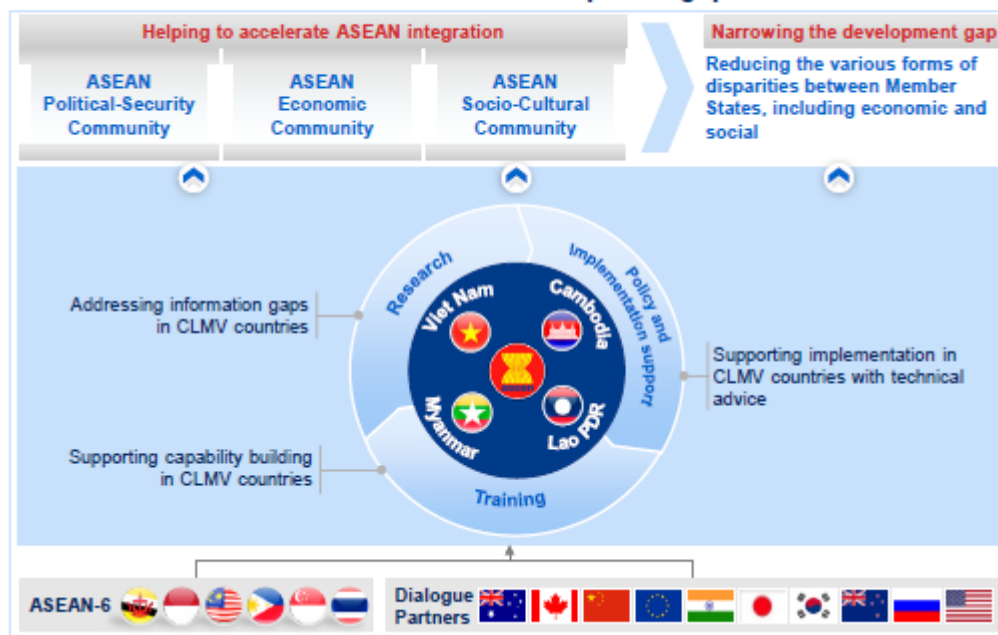 Helping to accelerate ASEAN integration
Narrowing the development gap
ASEAN
Political-Security
Community
ASEAN
Economic
Community
ASEAN
Socio-Cultural
Community
Reducing the various forms of
disparities between Member
States, including economic and
social
Research
Policy and
Implementation support
Training
Viet Nam
Cambodia
Myanmar
Lao PDR
asean
Addressing information gaps
in CLMV countries
Supporting implementation in
CLMV countries with technical
advice
Supporting capability building
in CLMV countries
ASEAN-6
Dialogue
Partners